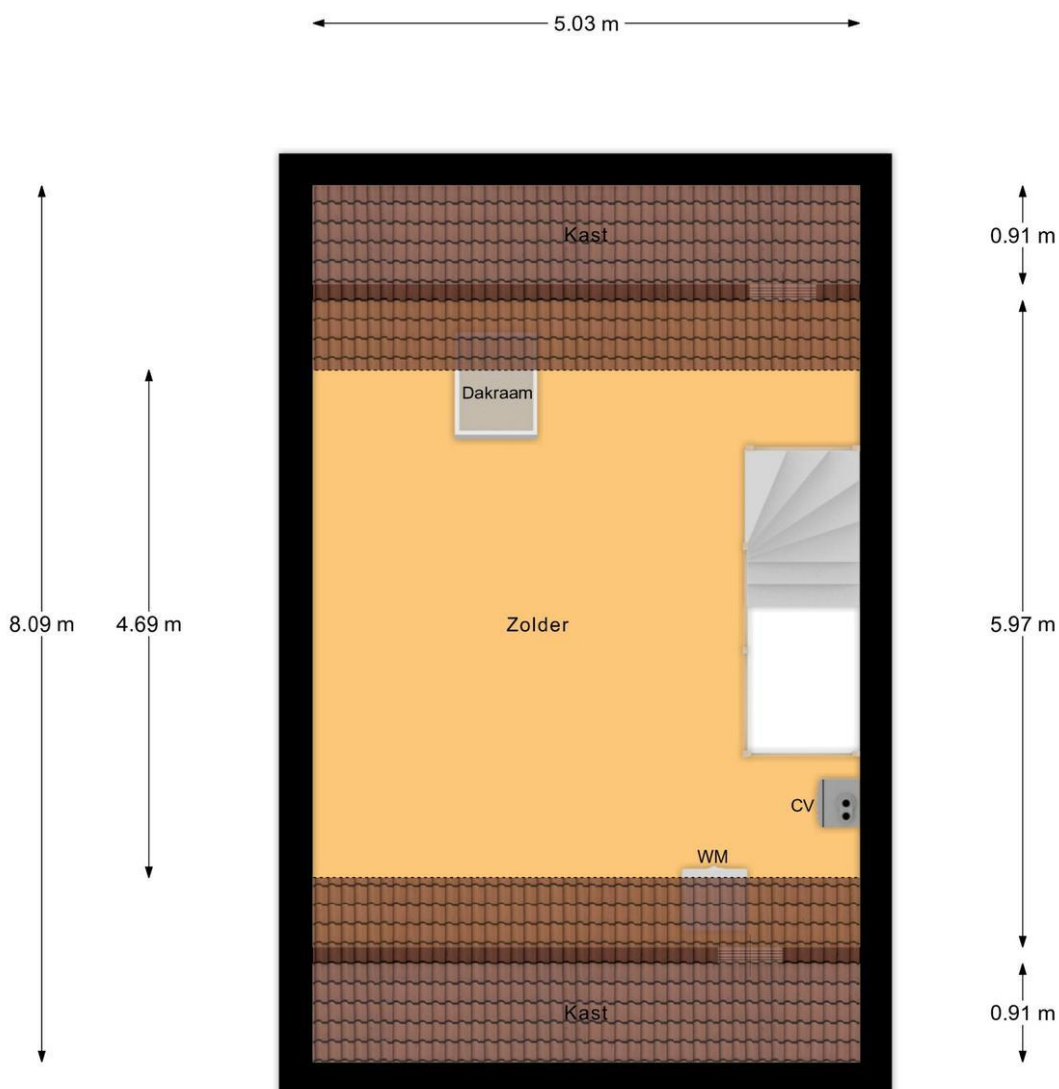 5.03 m
Kast
0.91 m
Dakraam
8.09 m
4.69 m
Zolder
5.97 m
CV
WM
Kast
0.91 m